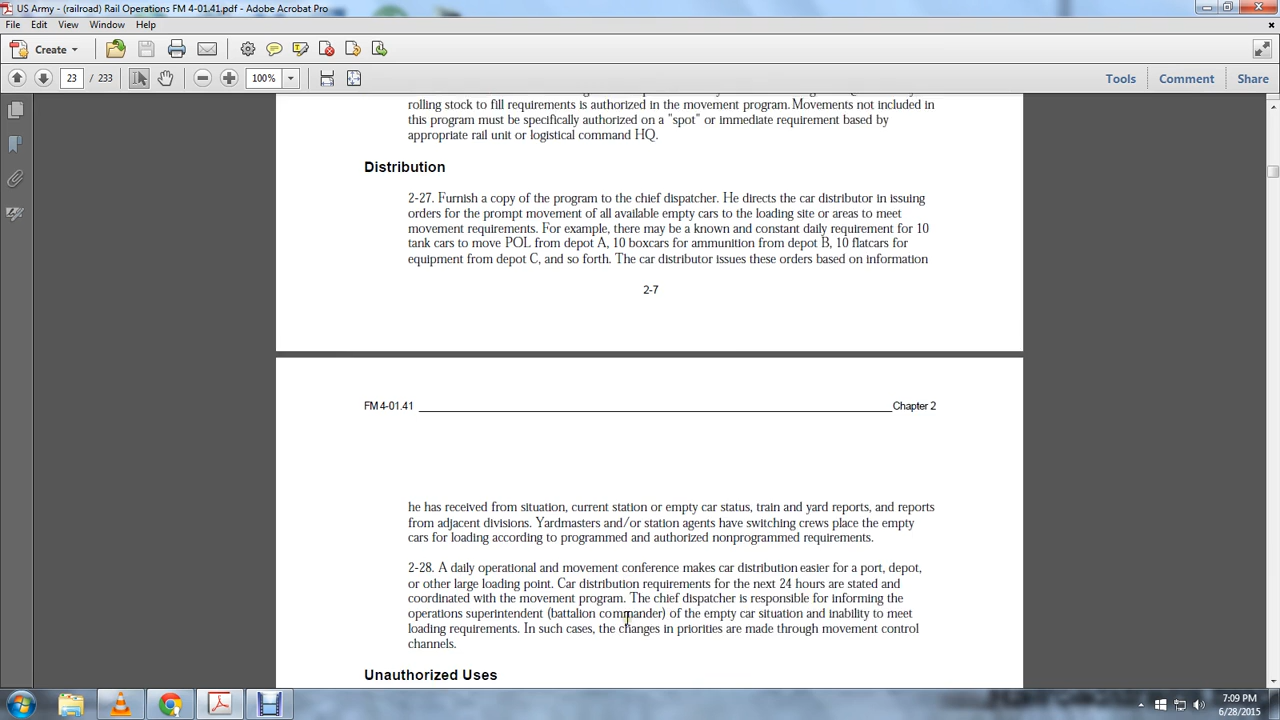 US Army - (railroad) Rail Operations FM 4-01.41.pdf - Adobe Acrobat Pro
File Edit View Window Help
Create
23 / 233 100% Tools Comment Share
rolling stock to fill requirements is authorized in the movement program. Movements not included in
this program must be specifically authorized on a "spot" or immediate requirement based by
appropriate rail unit or logistical command HQ.
Distribution
2-27. Furnish a copy of the program to the chief dispatcher. He directs the car distributor in issuing
orders for the prompt movement of all available empty cars to the loading site or areas to meet
movement requirements. For example, there may be a known and constant daily requirement for 10
tank cars to move POL from depot A, 10 boxcars for ammunition from depot B, 10 flatcars for
equipment from depot C, and so forth. The car distributor issues these orders based on information
2-7
FM 4-01.41 Chapter 2
he has received from situation, current station or empty car status, train and yard reports, and reports
from adjacent divisions. Yardmasters and/or station agents have switching crews place the empty
cars for loading according to programmed and authorized nonprogrammed requirements.
2-28. A daily operational and movement conference makes car distribution easier for a port, depot,
or other large loading point. Car distribution requirements for the next 24 hours are stated and
coordinated with the movement program. The chief dispatcher is responsible for informing the
operations superintendent (battalion commander) of the empty car situation and inability to meet
loading requirements. In such cases, the changes in priorities are made through movement control
channels.
Unauthorized Uses
7:09 PM
6/28/2015